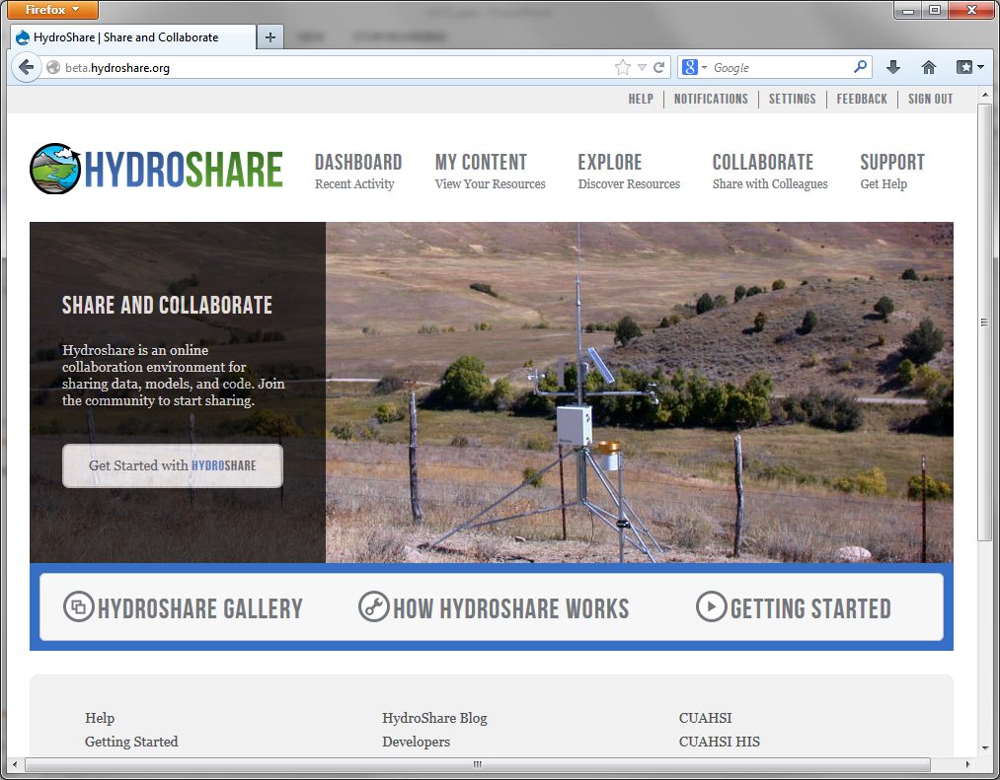 Firefox
HydroShare | Share and Collaborate
beta.hydroshare.org
8
Google
HELP
NOTIFICATIONS
SETTINGS
FEEDBACK
SIGN OUT
HYDROSHARE
DASHBOARD
Recent Activity
MY CONTENT
View Your Resources
EXPLORE
Discover Resources
COLLABORATE
Share with Colleagues
SUPPORT
Get Help
SHARE AND COLLABORATE
Hydroshare is an online
collaboration environment for
sharing data, models, and code. Join
the community to start sharing.
Get Started with HYDROSHARE
HYDROSHARE GALLERY
HOW HYDROSHARE WORKS
GETTING STARTED
Help
HydroShare Blog
CUAHSI
Getting Started
Developers
CUAHSI HIS